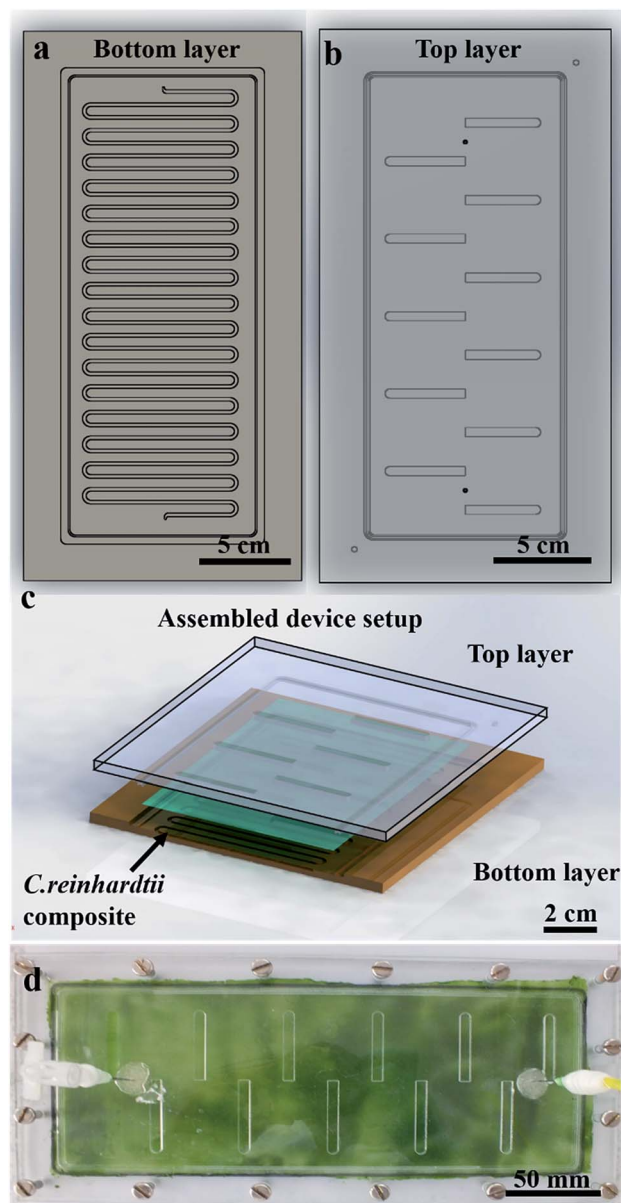 a
Bottom layer
b
Top layer
5 cm
5 cm
c
Assembled device setup
Top layer
C.reinhardtii
composite
Bottom layer
2 cm
d
50 mm